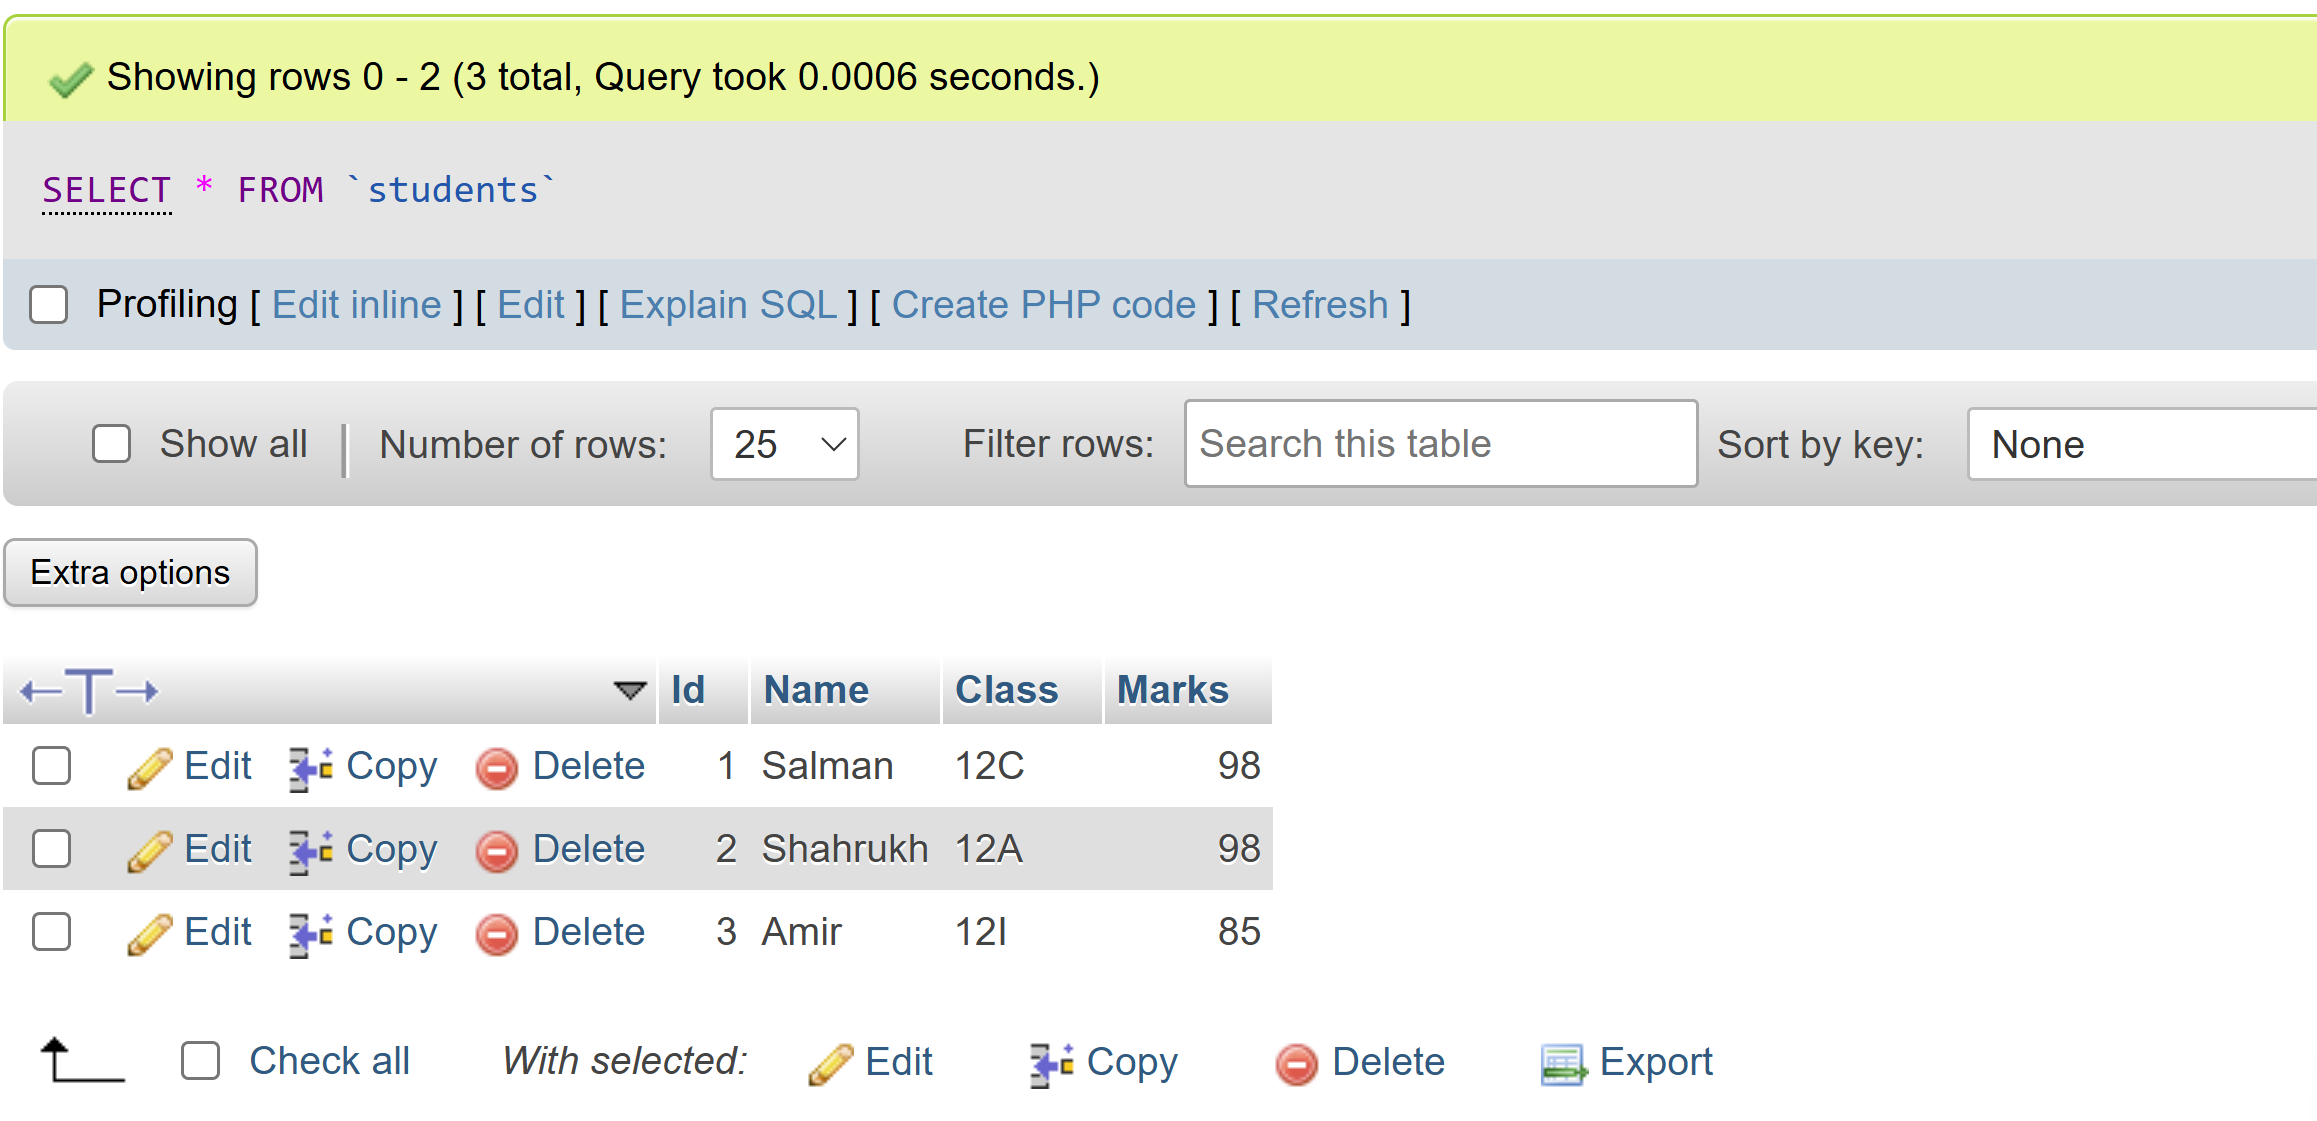 Showing rows 0 - 2 (3 total, Query took 0.0006 seconds.)
SELECT * FROM `students`
Profiling [ Edit inline ] [ Edit ] [ Explain SQL ] [ Create PHP code ] [ Refresh ]
Show all | Number of rows: 25 Filter rows: Search this table Sort by key: None
Extra options
←T→ Id Name Class Marks
Edit Copy Delete 1 Salman 12C 98
Edit Copy Delete 2 Shahrukh 12A 98
Edit Copy Delete 3 Amir 12I 85
Check all With selected: Edit Copy Delete Export